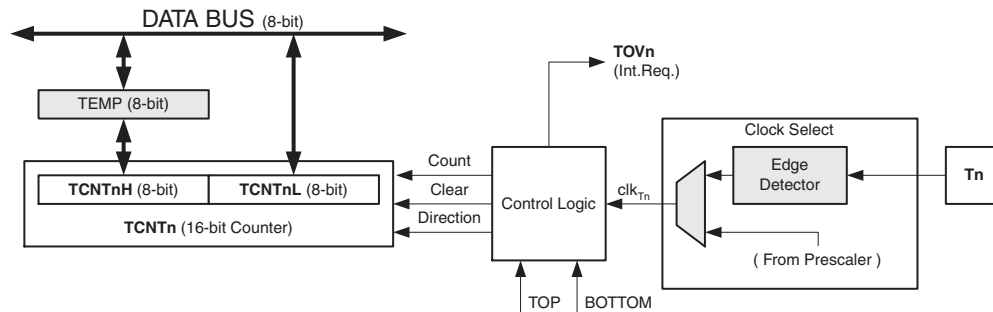 DATA BUS (8-bit)
TEMP (8-bit)
TCNTnH (8-bit)
TCNTnL (8-bit)
TCNTn (16-bit Counter)
Count
Clear
Direction
Control Logic
TOVn
(Int.Req.)
TOP
BOTTOM
clkTn
Clock Select
Edge
Detector
( From Prescaler )
Tn